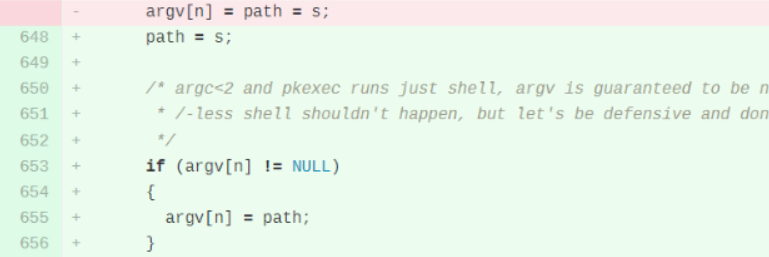 - argv[n] = path = s;
648 + path = s;
649 +
650 + /* argc<2 and pkexec runs just shell, argv is guaranteed to be n
651 + * /-less shell shouldn't happen, but let's be defensive and don
652 + */
653 + if (argv[n] != NULL)
654 + {
655 + argv[n] = path;
656 + }